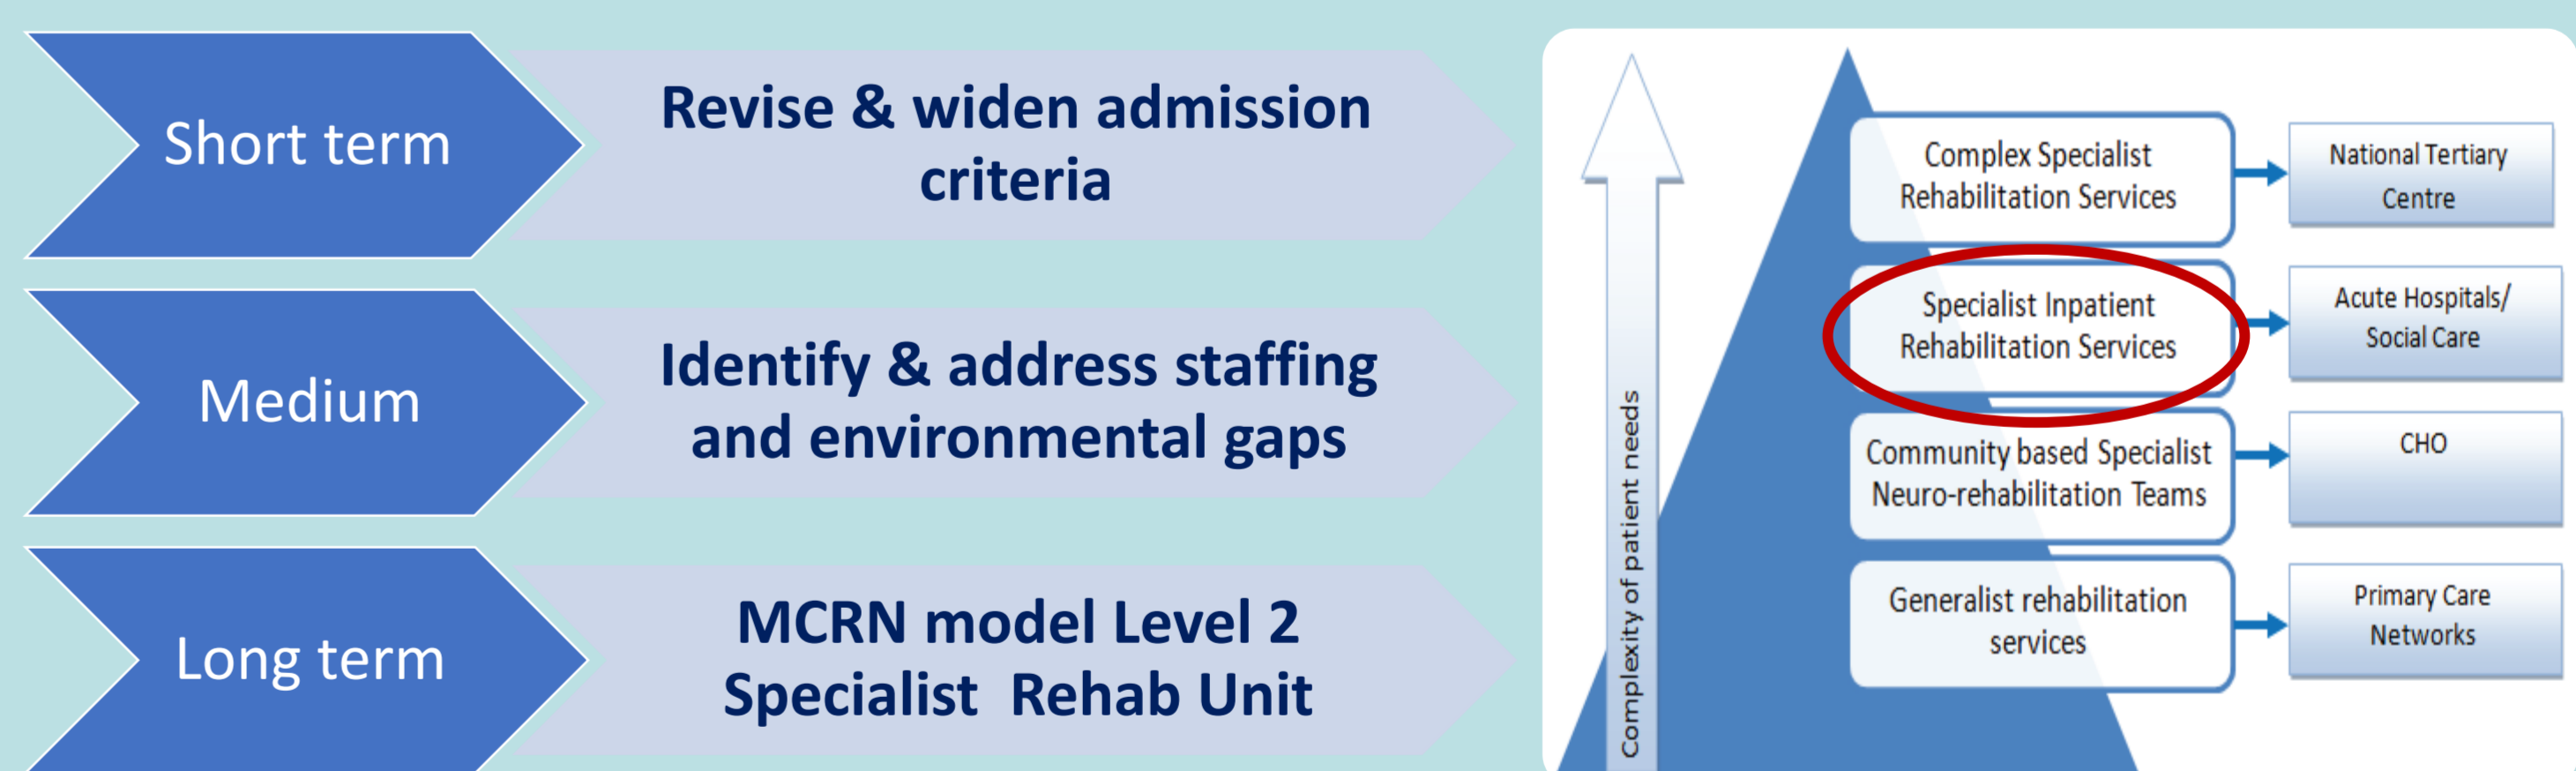 Short term
Revise & widen admission
criteria
Medium
Identify & address staffing
and environmental gaps
Long term
MCRN model Level 2
Specialist Rehab Unit
Complexity of patient needs
Complex Specialist
Rehabilitation Services
National Tertiary
Centre
Specialist Inpatient
Rehabilitation Services
Acute Hospitals/
Social Care
Community based Specialist
Neuro-rehabilitation Teams
CHO
Generalist rehabilitation
services
Primary Care
Networks